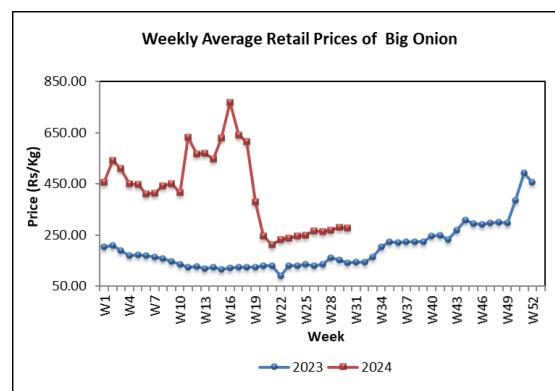 Weekly Average Retail Prices of Big Onion
850.00
650.00
450.00
250.00
50.00
Price (Rs/Kg)
W1
W4
W7
W10
W13
W16
W19
W22
W25
W28
W31
W34
W37
W40
W43
W46
W49
W52
Week
2023
2024